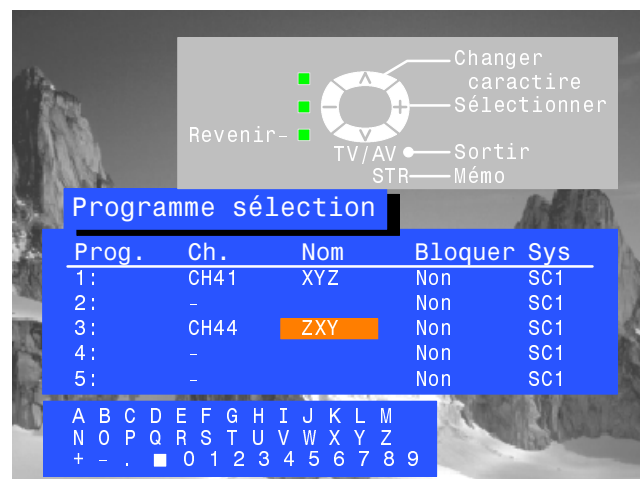 Changer
caractire
Sélectionner
Revenir-
TV/AV Sortir
STR Mémo
Programme sélection
Prog. Ch. Nom Bloquer Sys
1: CH41 XYZ Non SC1
2: - Non SC1
3: CH44 ZXY Non SC1
4: - Non SC1
5: - Non SC1
A B C D E F G H I J K L M
N O P Q R S T U V W X Y Z
+ - . ■ 0 1 2 3 4 5 6 7 8 9